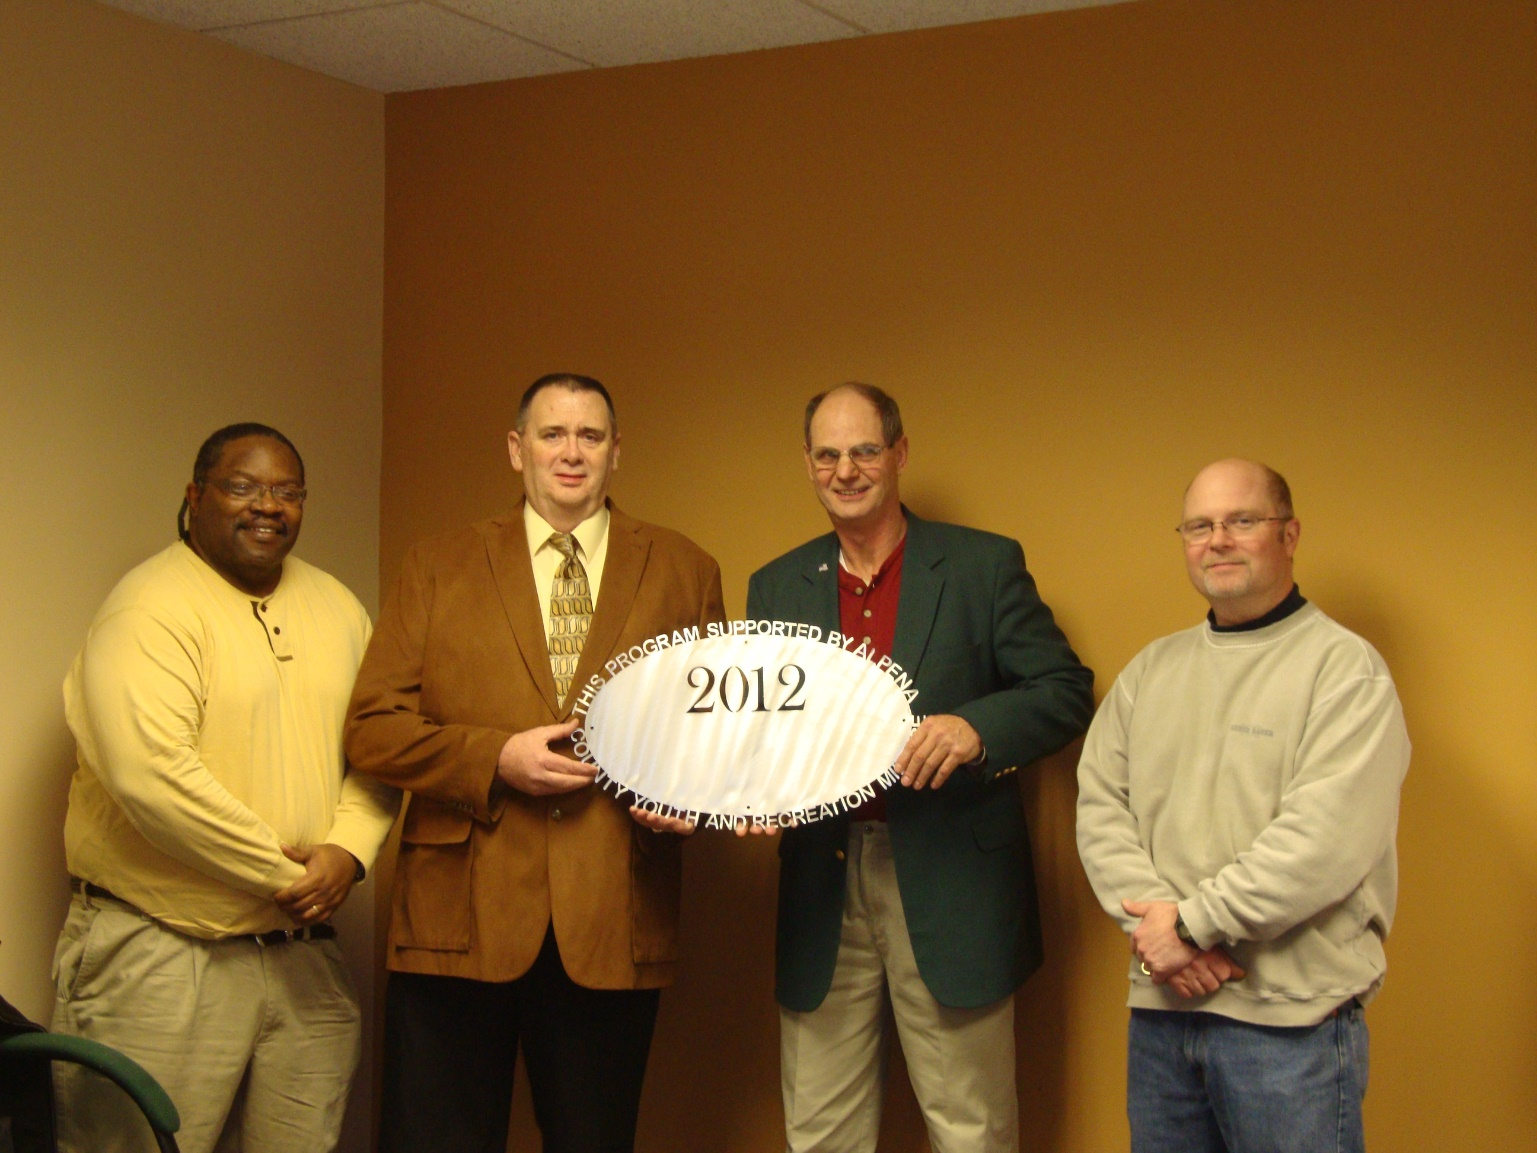 THIS PROGRAM SUPPORTED BY ALPENA
2012
COUNTY YOUTH AND RECREATION